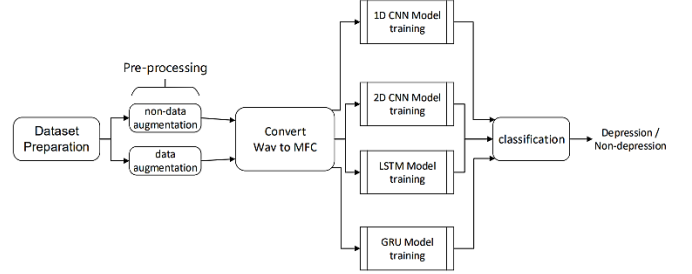 Pre-processing
Dataset
Preparation
non-data
augmentation
data
augmentation
Convert
Wav to MFC
1D CNN Model
training
2D CNN Model
training
LSTM Model
training
GRU Model
training
classification
Depression /
Non-depression